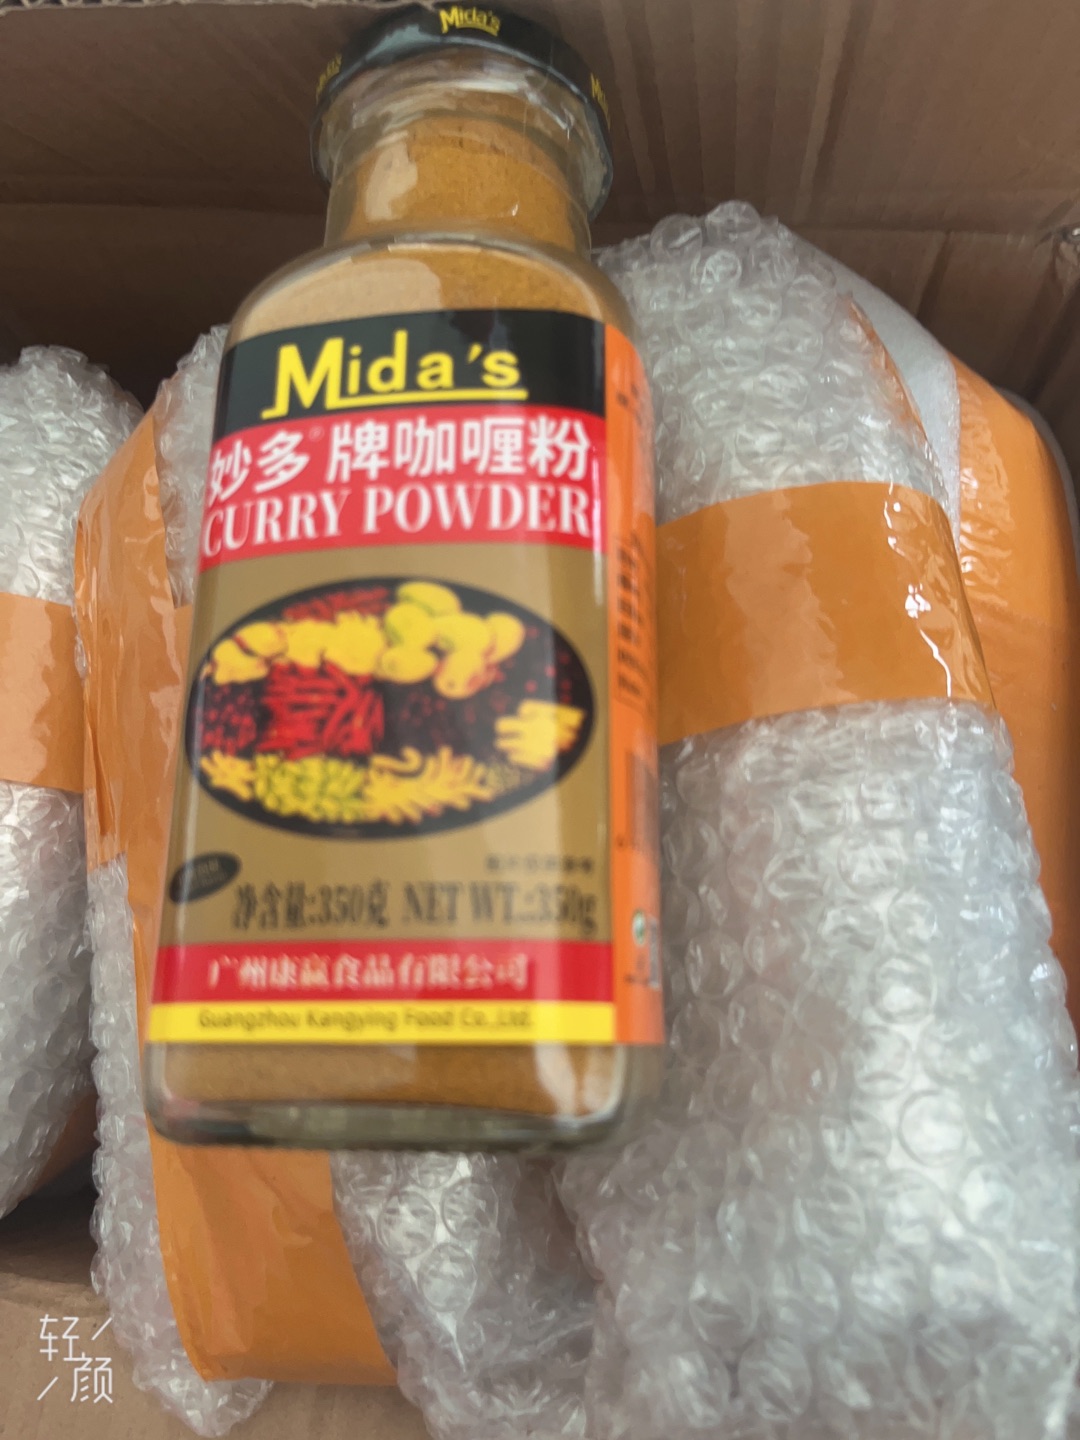 Mida's
Mida's
妙多®牌咖喱粉
CURRY POWDER
净含量:350克 NET WT.:350g
广州康赢食品有限公司
Guangzhou Kangying Food Co.,Ltd.
轻颜